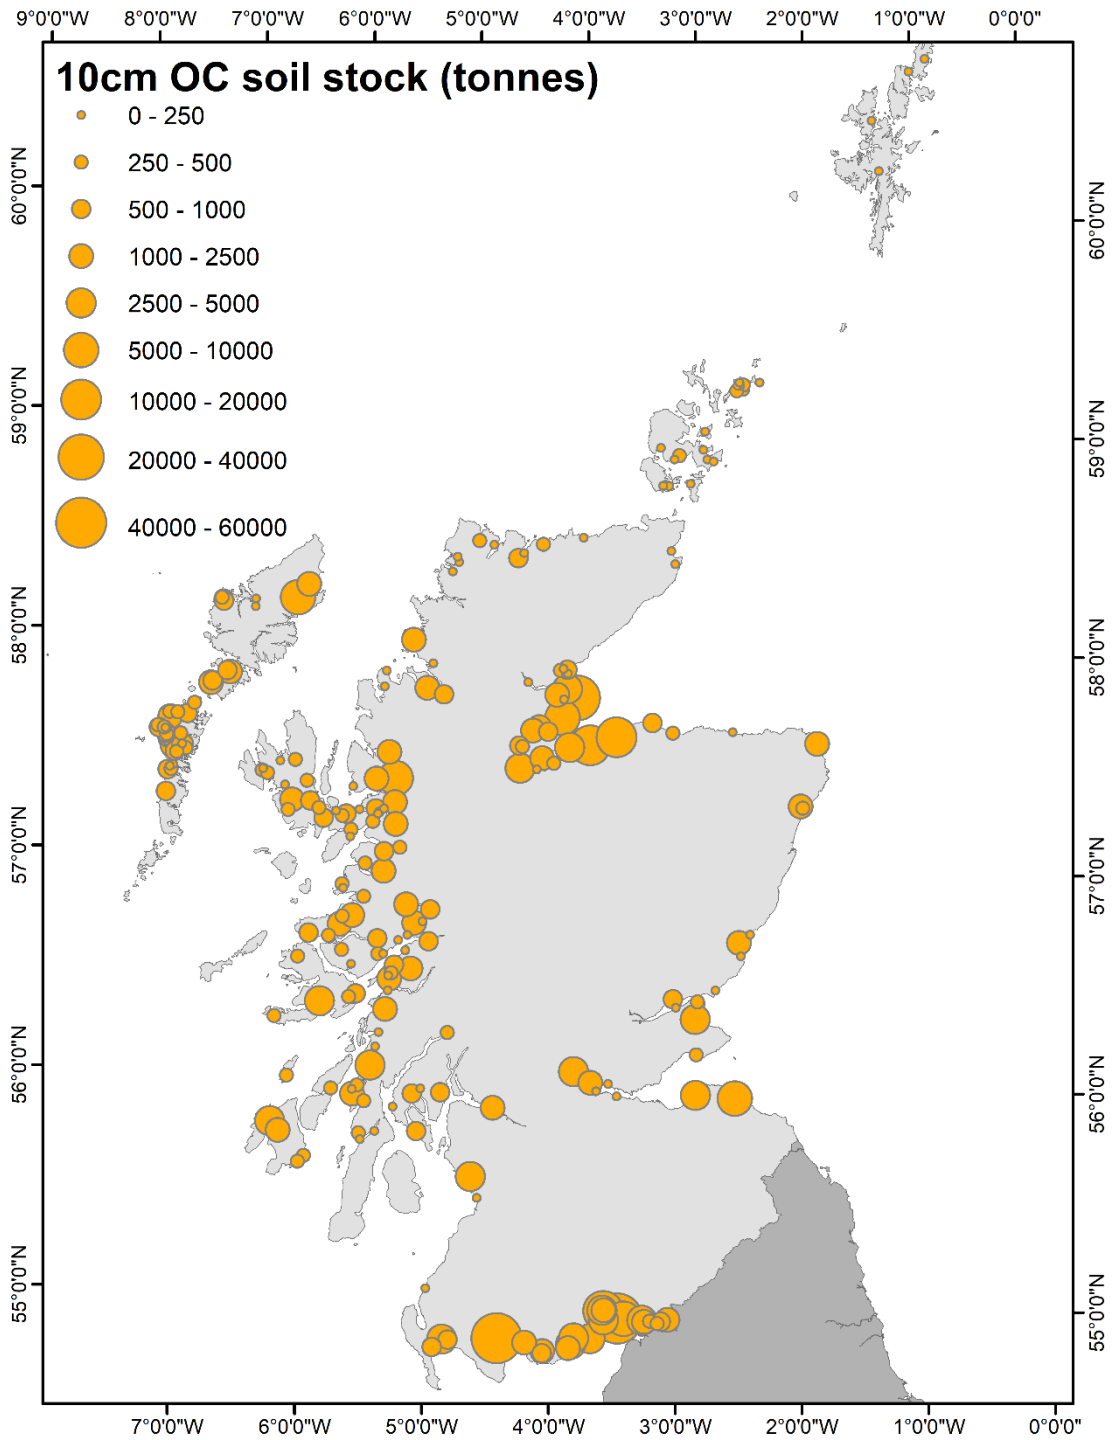 9°0'0"W 8°0'0"W 7°0'0"W 6°0'0"W 5°0'0"W 4°0'0"W 3°0'0"W 2°0'0"W 1°0'0"W 0°0'0"
10cm OC soil stock (tonnes)
0 - 250
250 - 500
500 - 1000
1000 - 2500
2500 - 5000
5000 - 10000
10000 - 20000
20000 - 40000
40000 - 60000
60°0'0"N
59°0'0"N
58°0'0"N
57°0'0"N
56°0'0"N
55°0'0"N
60°0'0"N
59°0'0"N
58°0'0"N
57°0'0"N
56°0'0"N
55°0'0"N
7°0'0"W 6°0'0"W 5°0'0"W 4°0'0"W 3°0'0"W 2°0'0"W 1°0'0"W 0°0'0"